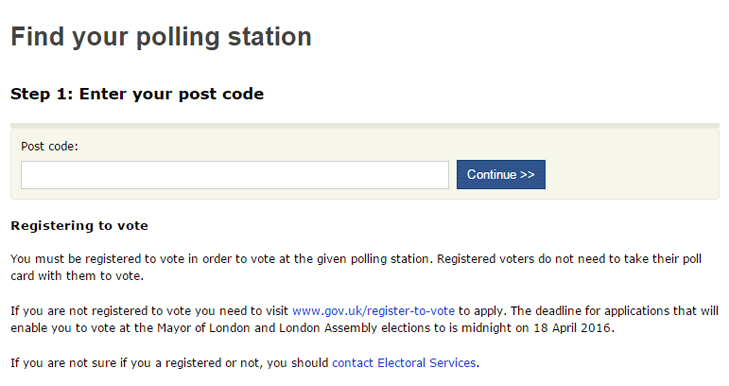 Find your polling station
Step 1: Enter your post code
Post code:
Continue >>
Registering to vote
You must be registered to vote in order to vote at the given polling station. Registered voters do not need to take their poll
card with them to vote.
If you are not registered to vote you need to visit www.gov.uk/register-to-vote to apply. The deadline for applications that will
enable you to vote at the Mayor of London and London Assembly elections to is midnight on 18 April 2016.
If you are not sure if you a registered or not, you should contact Electoral Services.